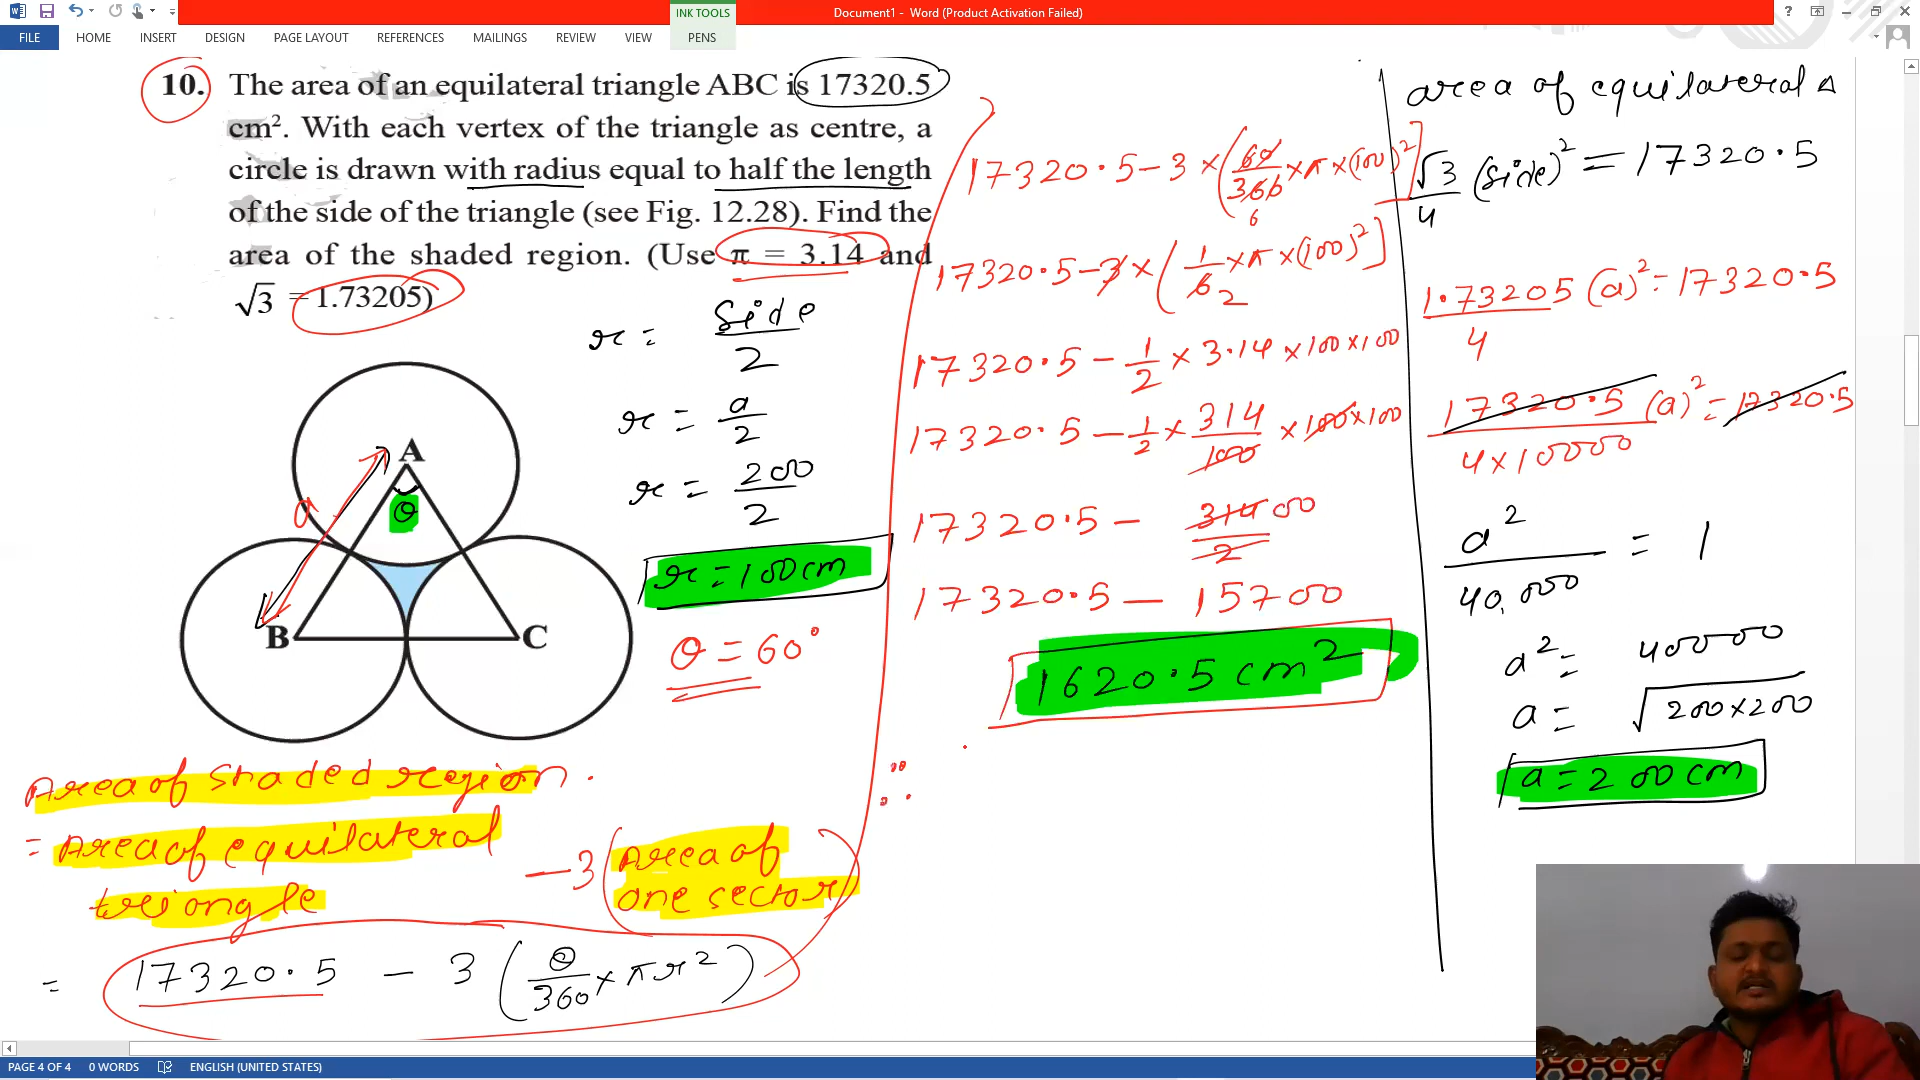 INK TOOLS
Document1 - Word (Product Activation Failed)
FILE HOME INSERT DESIGN PAGE LAYOUT REFERENCES MAILINGS REVIEW VIEW PENS
10. The area of an equilateral triangle ABC is 17320.5
cm². With each vertex of the triangle as centre, a
circle is drawn with radius equal to half the length
of the side of the triangle (see Fig. 12.28). Find the
area of the shaded region. (Use π = 3.14 and
√3 = 1.73205)
r = side/2
r = a/2
r = 200/2
r = 100cm
θ = 60°
A
θ
a
B
C
Area of shaded region.
= Area of equilateral
triangle
- 3 (Area of
one sector)
= 17320.5 - 3 (θ/360 × πr²)
17320.5 - 3 × (60/360 × π × (100)²]
6
17320.5 - 3 × (1/6 × π × (100)²]
2
17320.5 - 1/2 × 3.14 × 100 × 100
17320.5 - 1/2 × 314/100 × 100 × 100
17320.5 - 31400/2
17320.5 - 15700
1620.5 cm²
area of equilateral △
√3/4 (side)² = 17320.5
1.73205/4 (a)² = 17320.5
17320.5/4×10000 (a)² = 17320.5
a²/40,000 = 1
a² = 40000
a = √200×200
a = 200cm
PAGE 4 OF 4 0 WORDS ENGLISH (UNITED STATES)